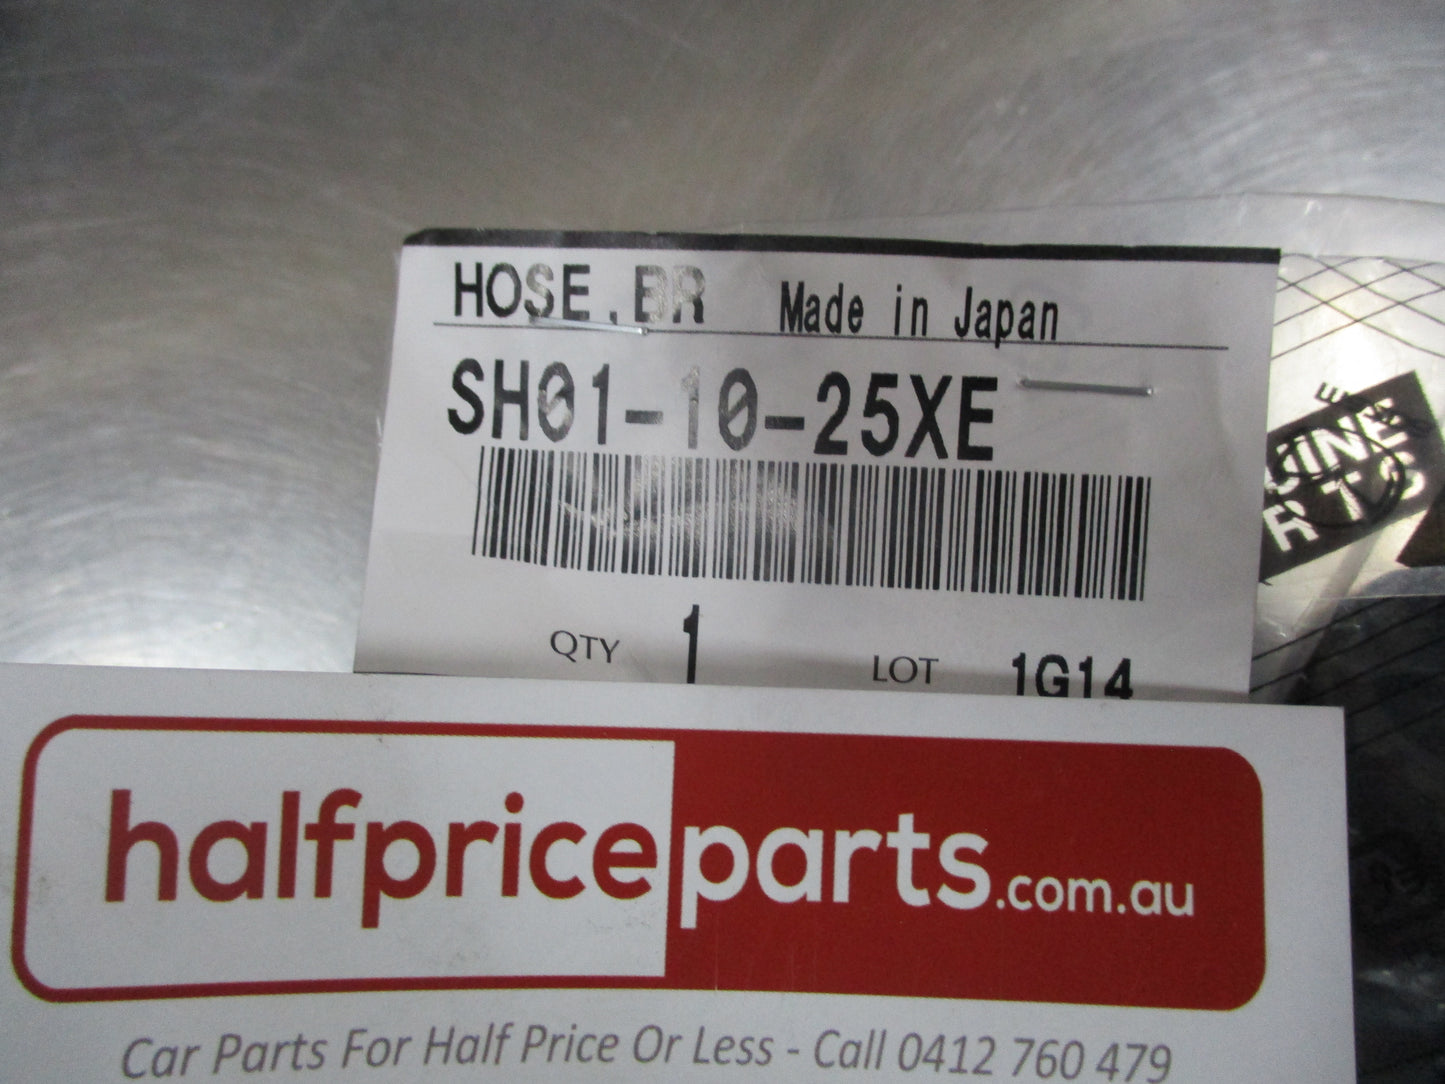 HOSE.BR Made in Japan
SH01-10-25XE
QTY 1 LOT 1G14
halfpriceparts.com.au
Car Parts For Half Price Or Less - Call 0412 760 479